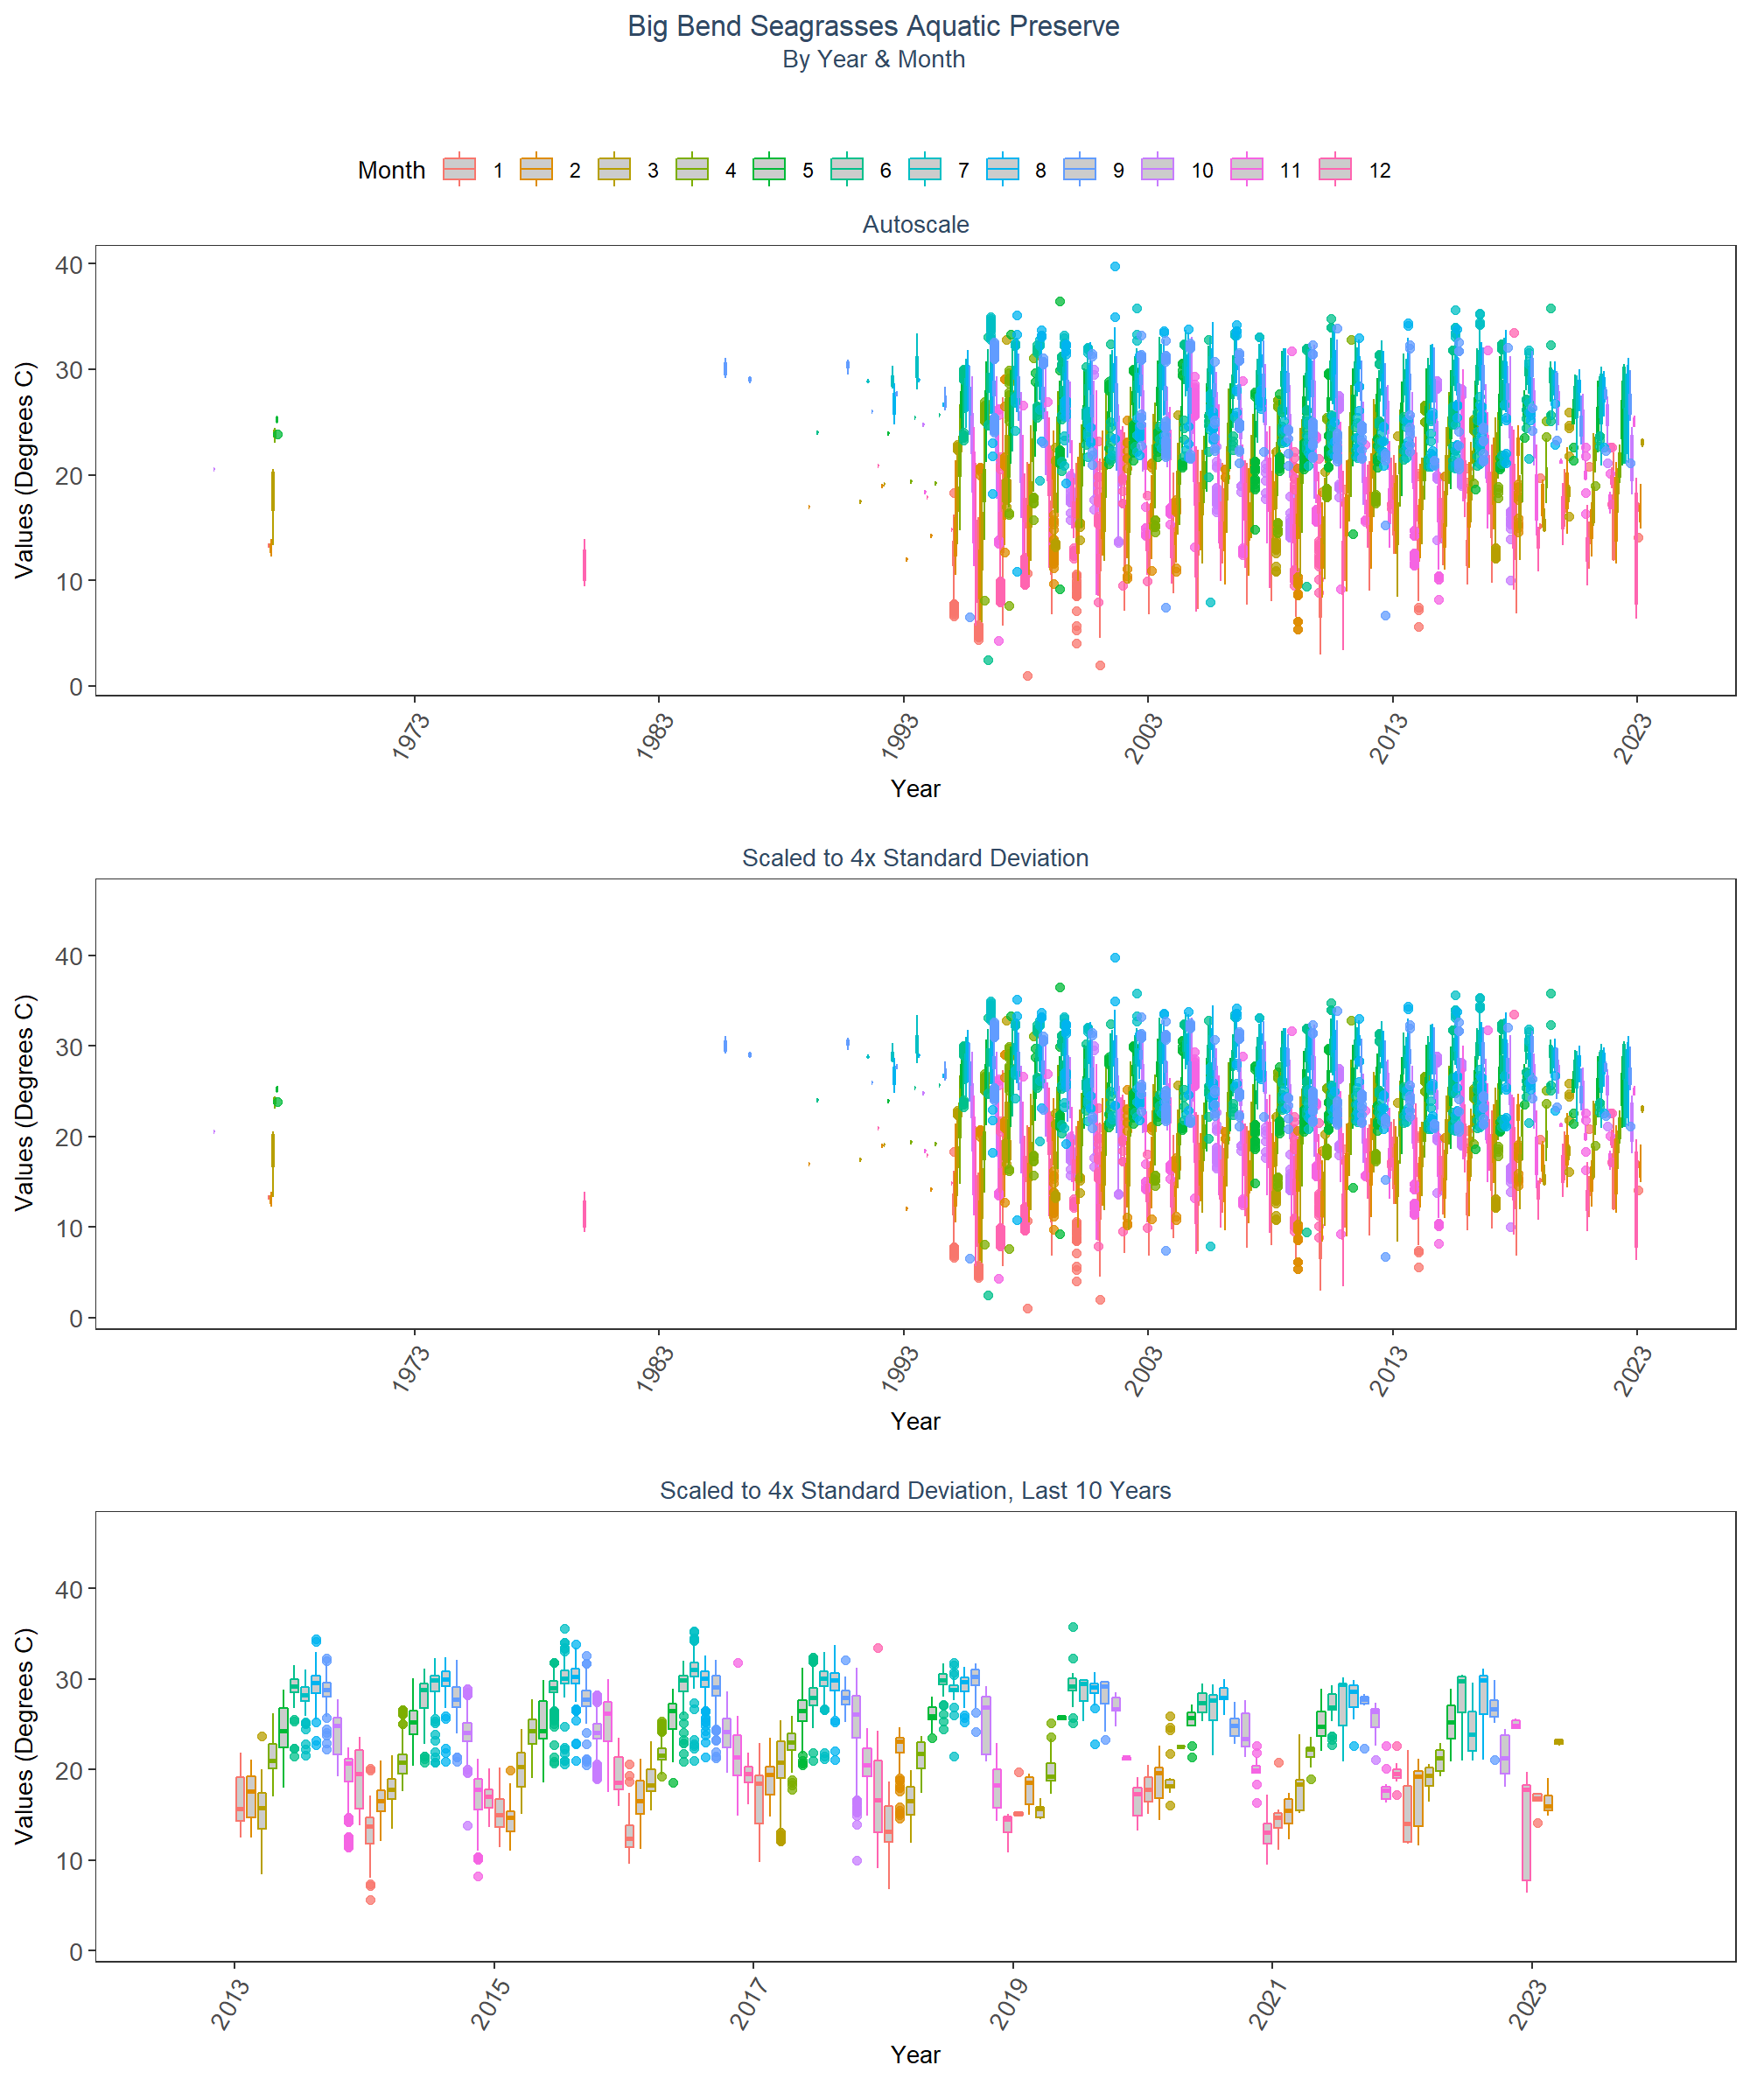 Big Bend Seagrasses Aquatic Preserve
By Year & Month
Month 1 2 3 4 5 6 7 8 9 10 11 12
Autoscale
Values (Degrees C)
40
30
20
10
0
1973 1983 1993 2003 2013 2023
Year
Scaled to 4x Standard Deviation
Values (Degrees C)
40
30
20
10
0
1973 1983 1993 2003 2013 2023
Year
Scaled to 4x Standard Deviation, Last 10 Years
Values (Degrees C)
40
30
20
10
0
2013 2015 2017 2019 2021 2023
Year